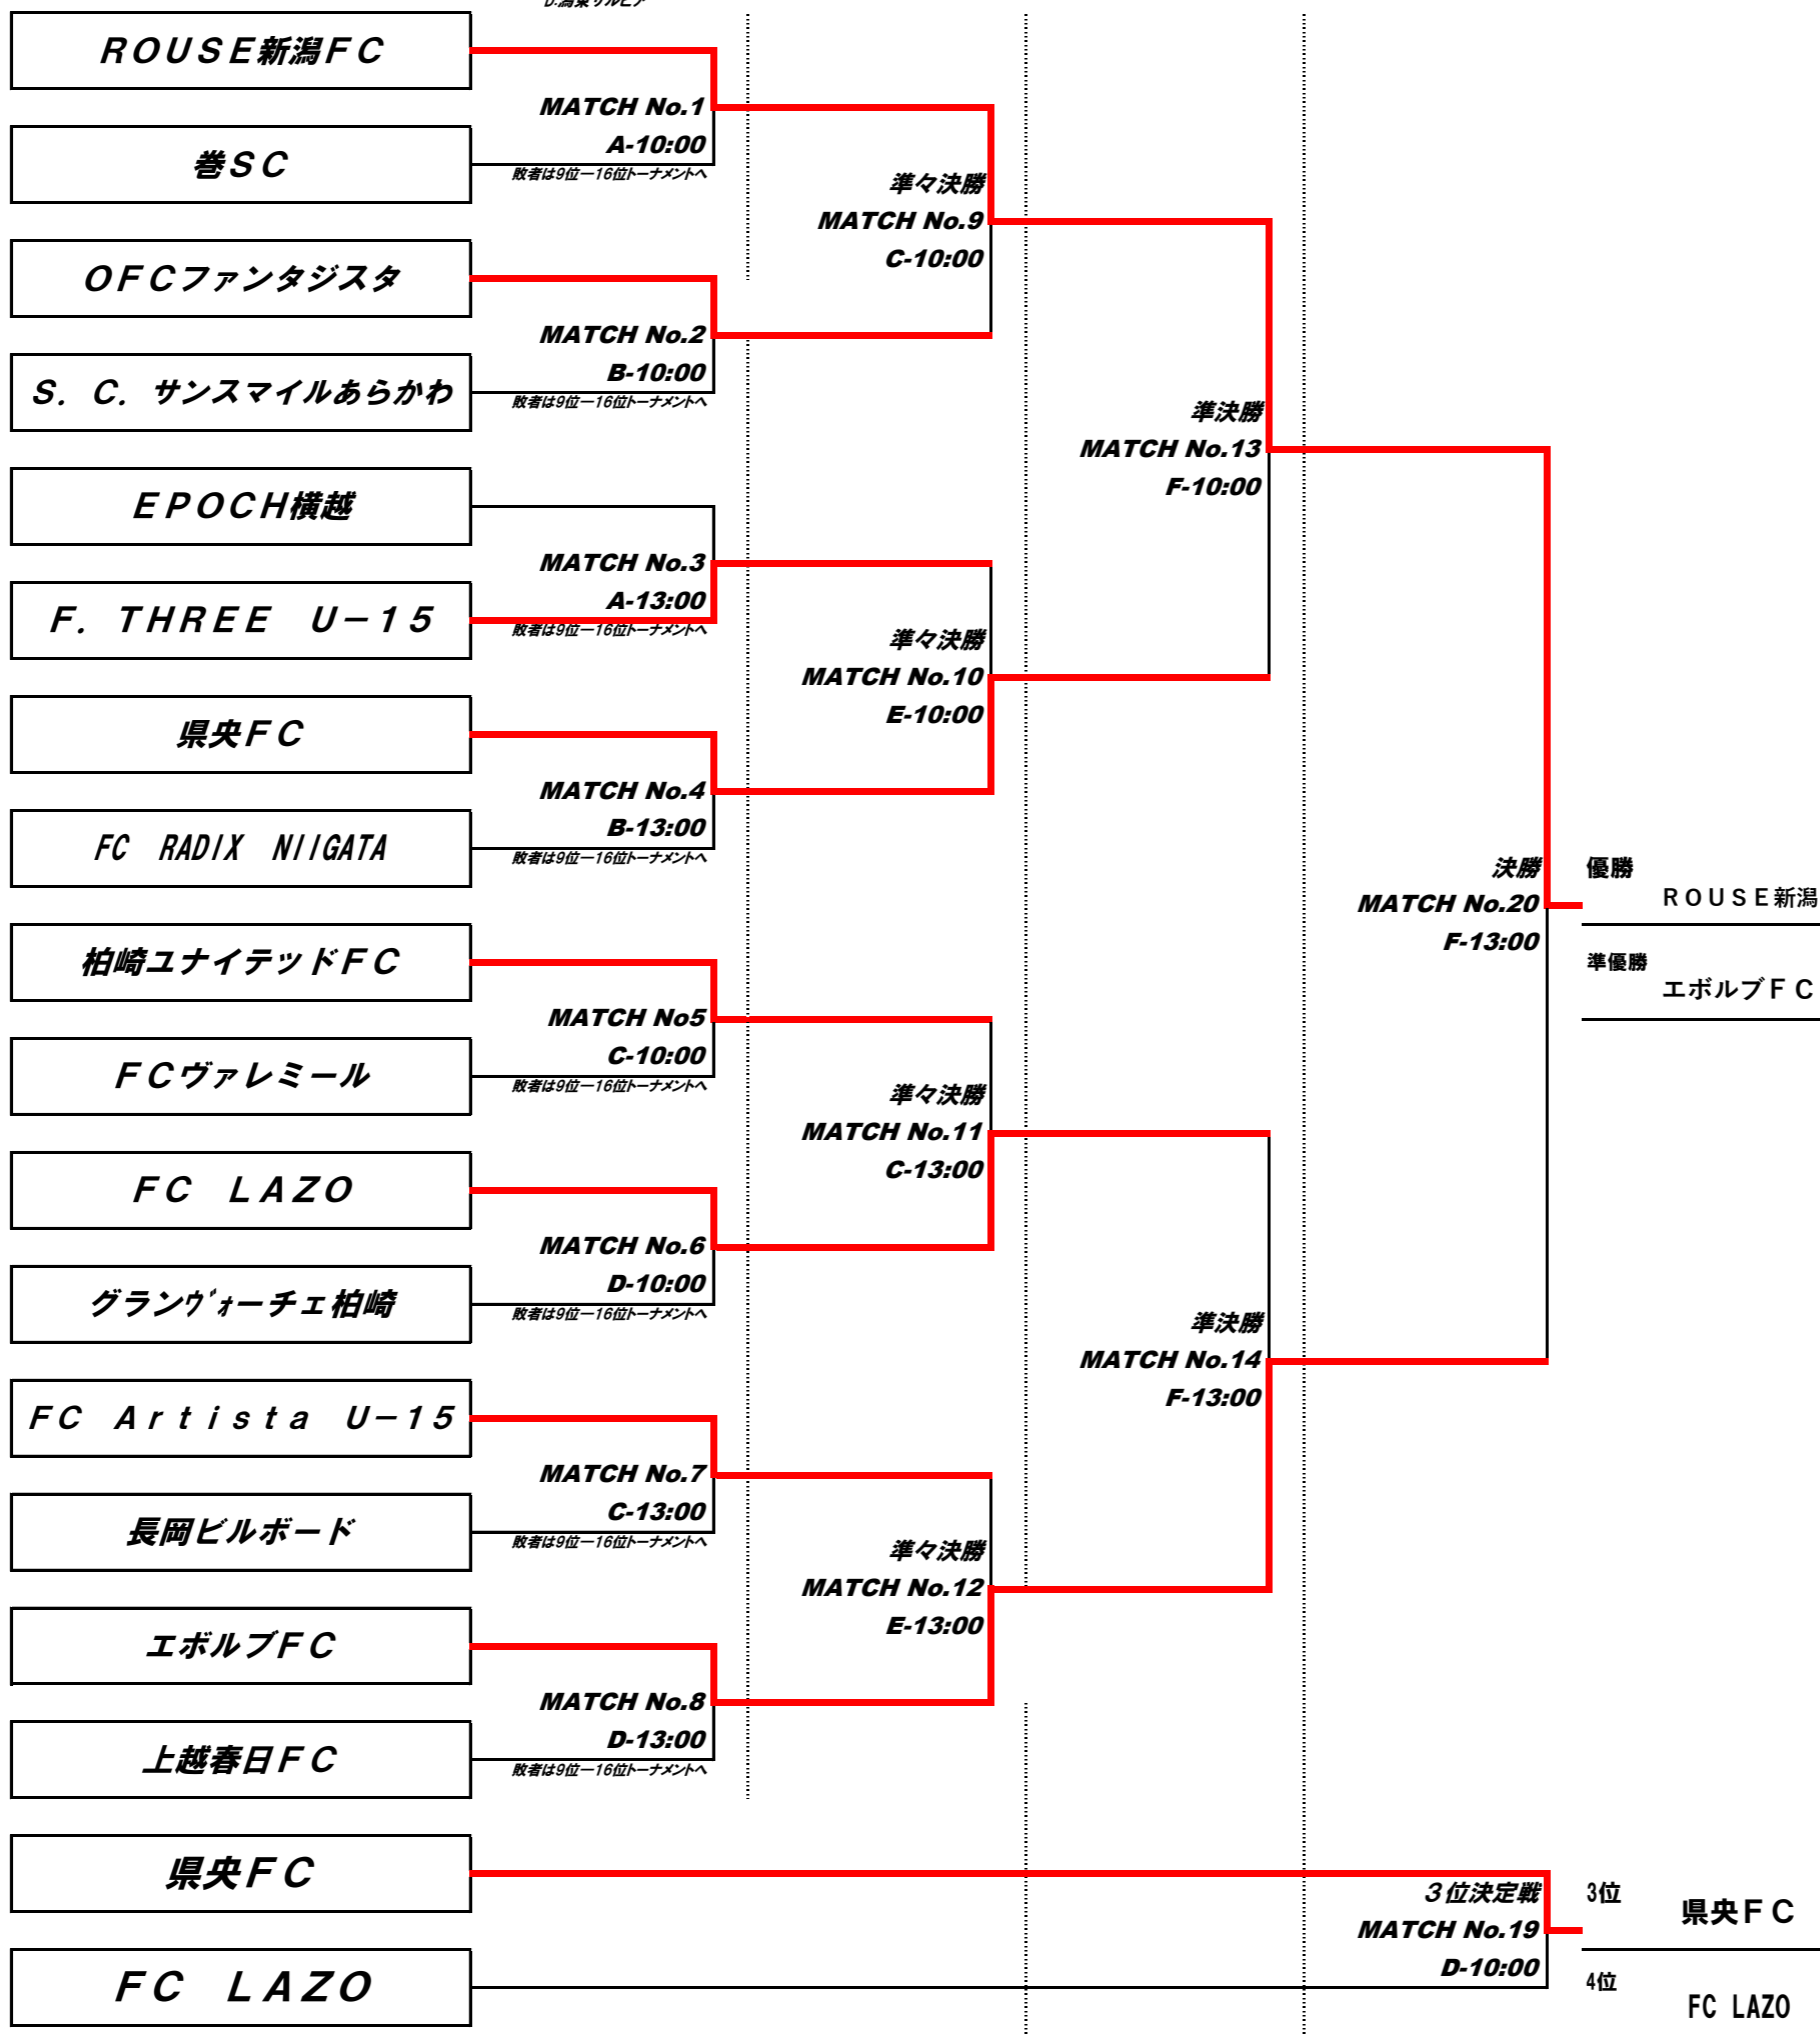 ＲＯＵＳＥ新潟ＦＣ
MATCH No.1
A-10:00
巻ＳＣ
敗者は9位ー16位トーナメントへ
準々決勝
MATCH No.9
C-10:00
ＯＦＣファンタジスタ
MATCH No.2
B-10:00
Ｓ．Ｃ．サンスマイルあらかわ
敗者は9位ー16位トーナメントへ
準決勝
MATCH No.13
F-10:00
ＥＰＯＣＨ横越
MATCH No.3
A-13:00
Ｆ．ＴＨＲＥＥ　Ｕ－１５
敗者は9位ー16位トーナメントへ
準々決勝
MATCH No.10
E-10:00
県央ＦＣ
MATCH No.4
B-13:00
FC　RADIX　NIIGATA
敗者は9位ー16位トーナメントへ
決勝
MATCH No.20
F-13:00
優勝
ＲＯＵＳＥ新潟
準優勝
エボルブＦＣ
柏崎ユナイテッドＦＣ
MATCH No5
C-10:00
ＦＣヴァレミール
敗者は9位ー16位トーナメントへ
準々決勝
MATCH No.11
C-13:00
ＦＣ　ＬＡＺＯ
MATCH No.6
D-10:00
グランヴォーチェ柏崎
敗者は9位ー16位トーナメントへ
準決勝
MATCH No.14
F-13:00
ＦＣ　Ａｒｔｉｓｔａ　Ｕ－１５
MATCH No.7
C-13:00
長岡ビルボード
敗者は9位ー16位トーナメントへ
準々決勝
MATCH No.12
E-13:00
エボルブＦＣ
MATCH No.8
D-13:00
上越春日ＦＣ
敗者は9位ー16位トーナメントへ
県央ＦＣ
３位決定戦
MATCH No.19
D-10:00
3位
県央ＦＣ
ＦＣ　ＬＡＺＯ
4位
FC LAZO